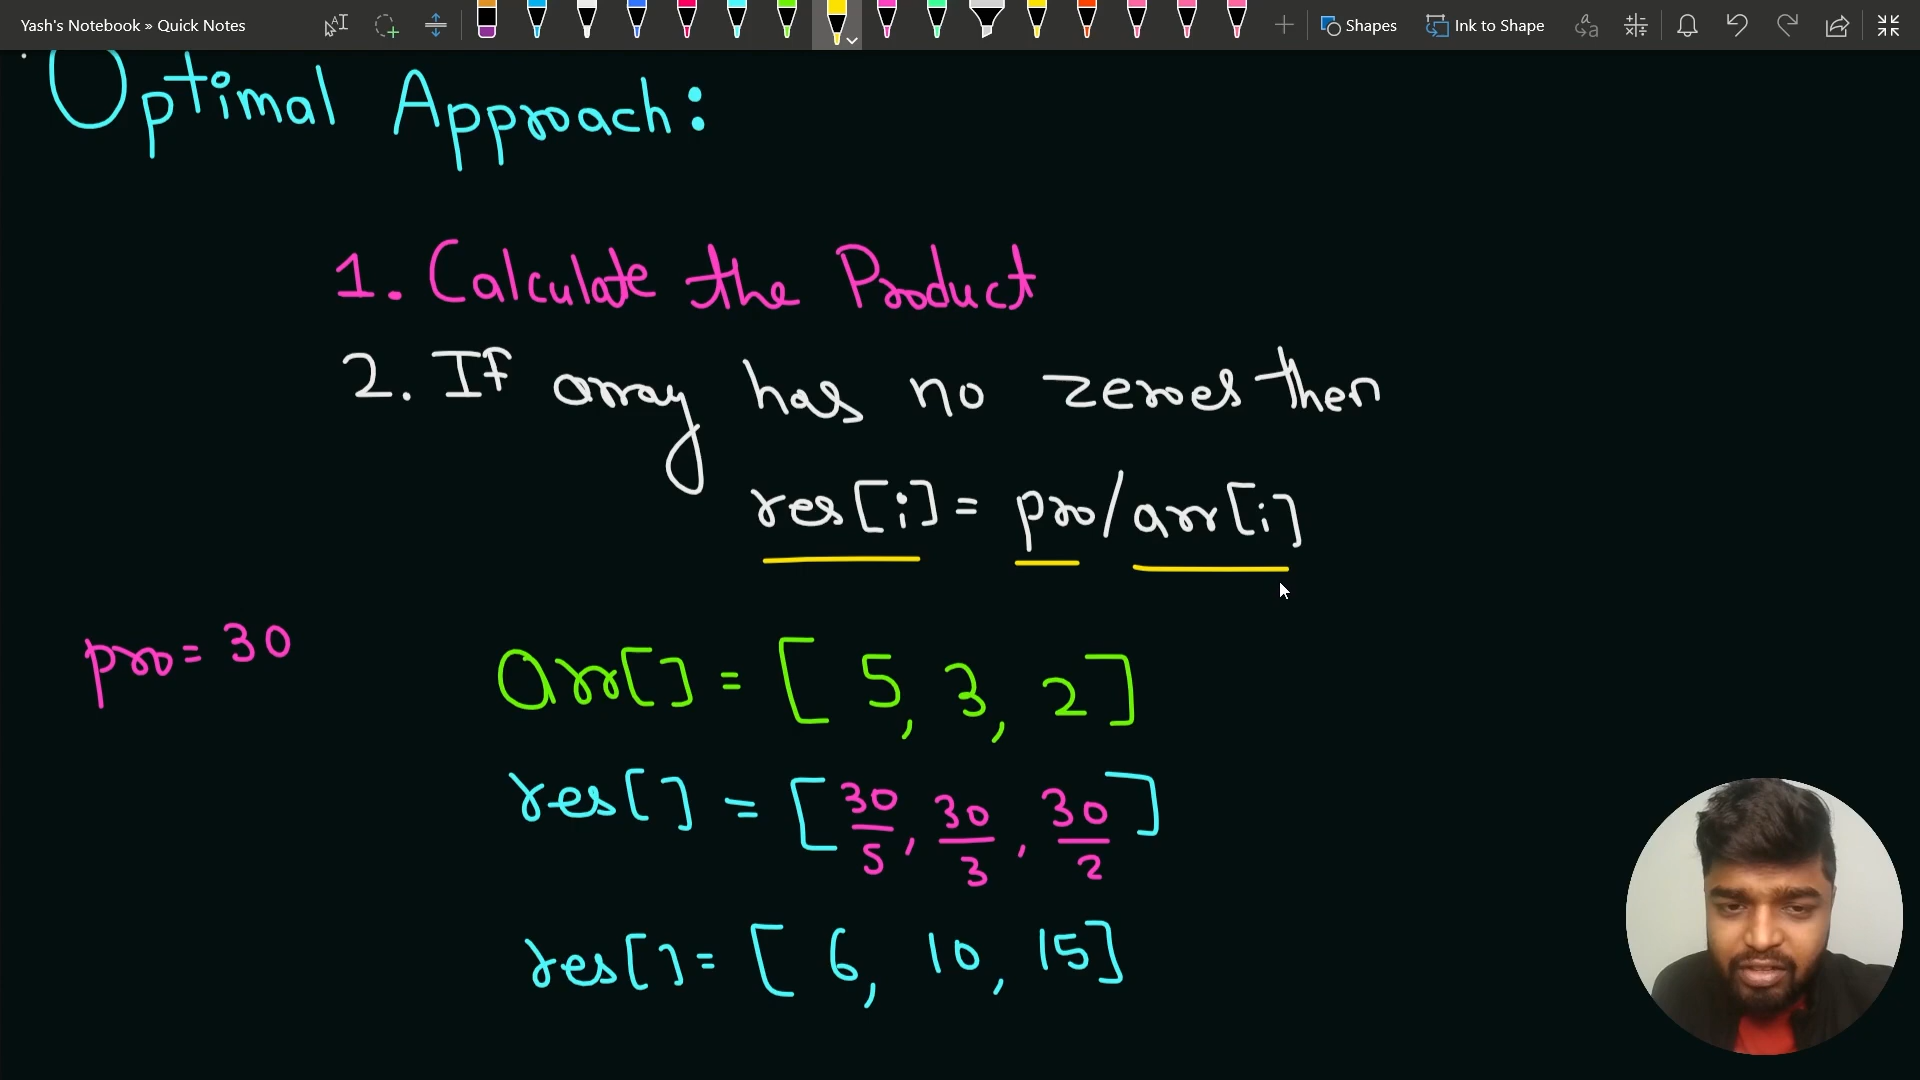 Yash's Notebook » Quick Notes
Shapes
Ink to Shape
Optimal Approach:
1. Calculate the Product
2. If array has no zeroes then
res[i] = pro/arr[i]
pro = 30
arr[] = [ 5, 3, 2 ]
res[] = [ 30/5, 30/3, 30/2 ]
res[] = [ 6, 10, 15]